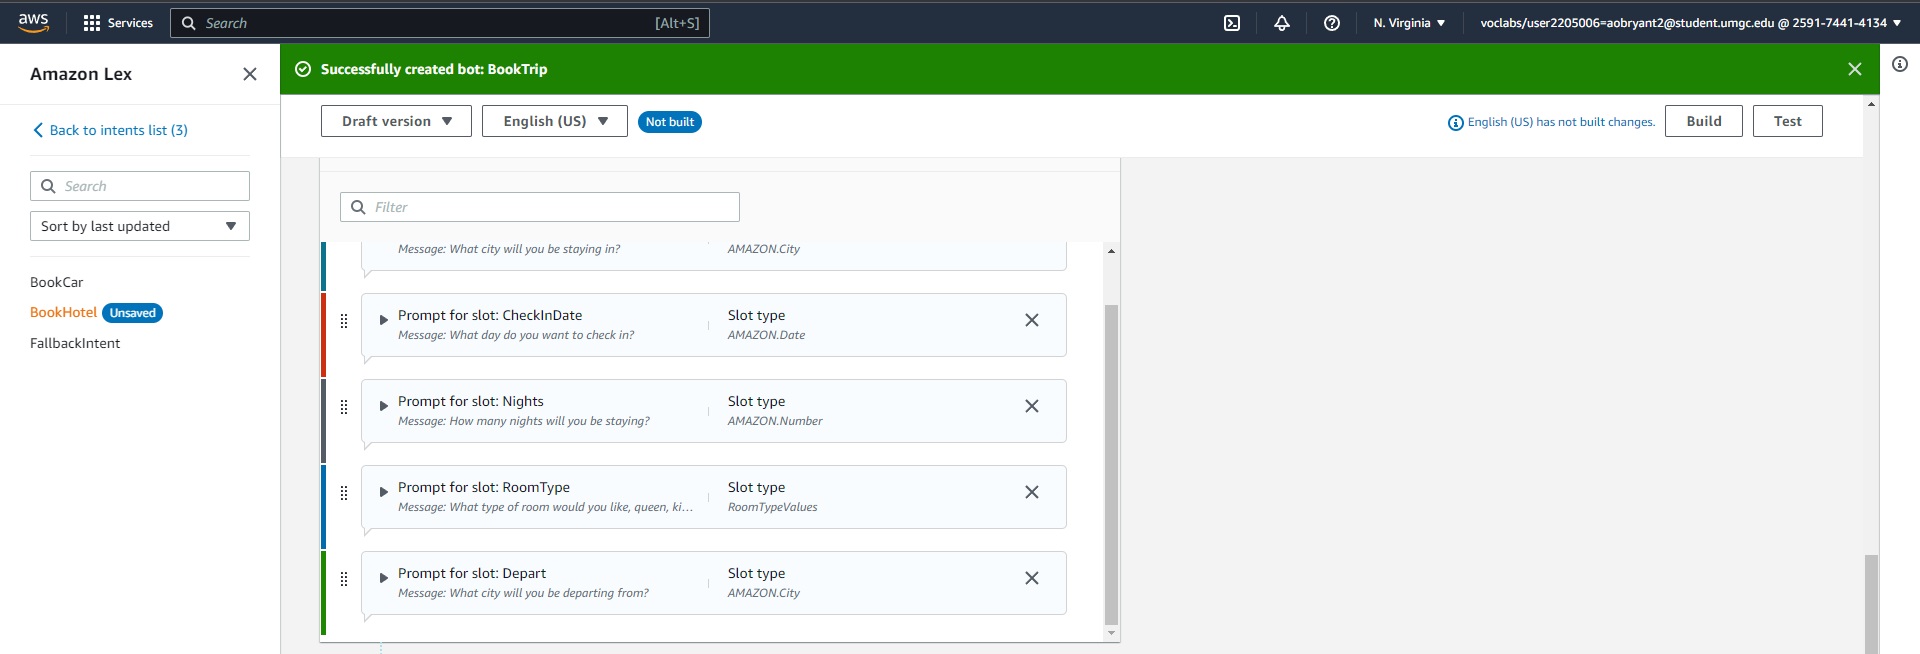 aws
Services
Search
[Alt+S]
N. Virginia
voclabs/user2205006=aobryant2@student.umgc.edu @ 2591-7441-4134
Amazon Lex
Successfully created bot: BookTrip
Back to intents list (3)
Draft version
English (US)
Not built
English (US) has not built changes.
Build
Test
Search
Sort by last updated
BookCar
BookHotel
Unsaved
FallbackIntent
Filter
Message: What city will you be staying in?
AMAZON.City
Prompt for slot: CheckInDate
Slot type
Message: What day do you want to check in?
AMAZON.Date
Prompt for slot: Nights
Slot type
Message: How many nights will you be staying?
AMAZON.Number
Prompt for slot: RoomType
Slot type
Message: What type of room would you like, queen, ki...
RoomTypeValues
Prompt for slot: Depart
Slot type
Message: What city will you be departing from?
AMAZON.City